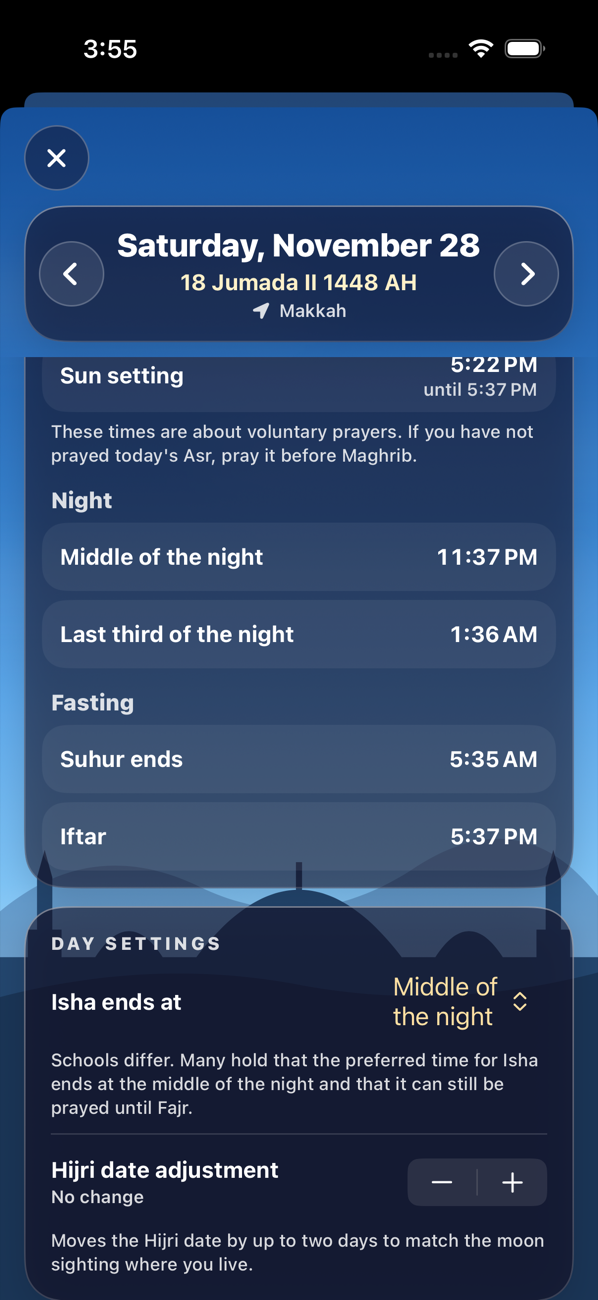 3:55
Saturday, November 28
18 Jumada II 1448 AH
Makkah
Sun setting
5:22 PM
until 5:37 PM
These times are about voluntary prayers. If you have not
prayed today's Asr, pray it before Maghrib.
Night
Middle of the night 11:37 PM
Last third of the night 1:36 AM
Fasting
Suhur ends 5:35 AM
Iftar 5:37 PM
DAY SETTINGS
Isha ends at
Middle of
the night
Schools differ. Many hold that the preferred time for Isha
ends at the middle of the night and that it can still be
prayed until Fajr.
Hijri date adjustment
No change
Moves the Hijri date by up to two days to match the moon
sighting where you live.